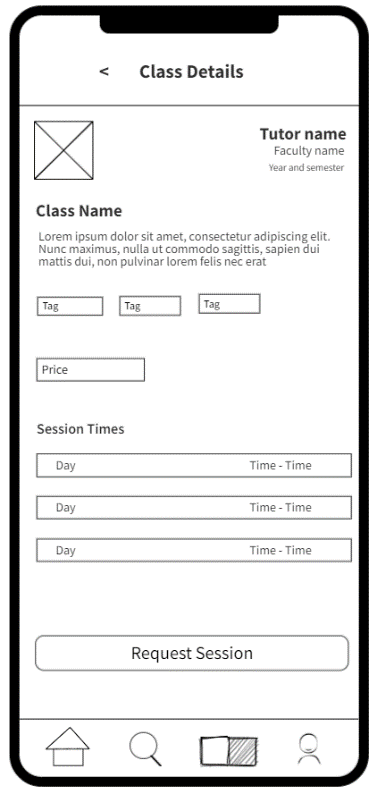 < Class Details
Tutor name
Faculty name
Year and semester
Class Name
Lorem ipsum dolor sit amet, consectetur adipiscing elit.
Nunc maximus, nulla ut commodo sagittis, sapien dui
mattis dui, non pulvinar lorem felis nec erat
Tag Tag Tag
Price
Session Times
Day Time - Time
Day Time - Time
Day Time - Time
Request Session